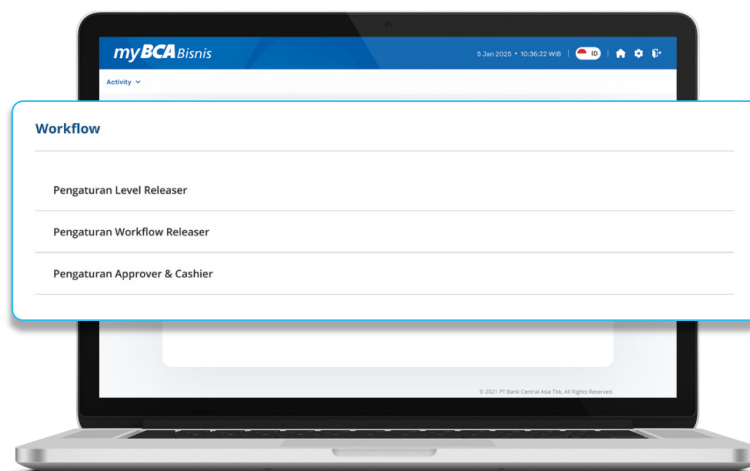 myBCA Bisnis
5 Jan 2025 • 10:36:22 WIB | ID
Activity
Workflow
Pengaturan Level Releaser
Pengaturan Workflow Releaser
Pengaturan Approver & Cashier
© 2021 PT.Bank Central Asia Tbk, All Rights Reserved.